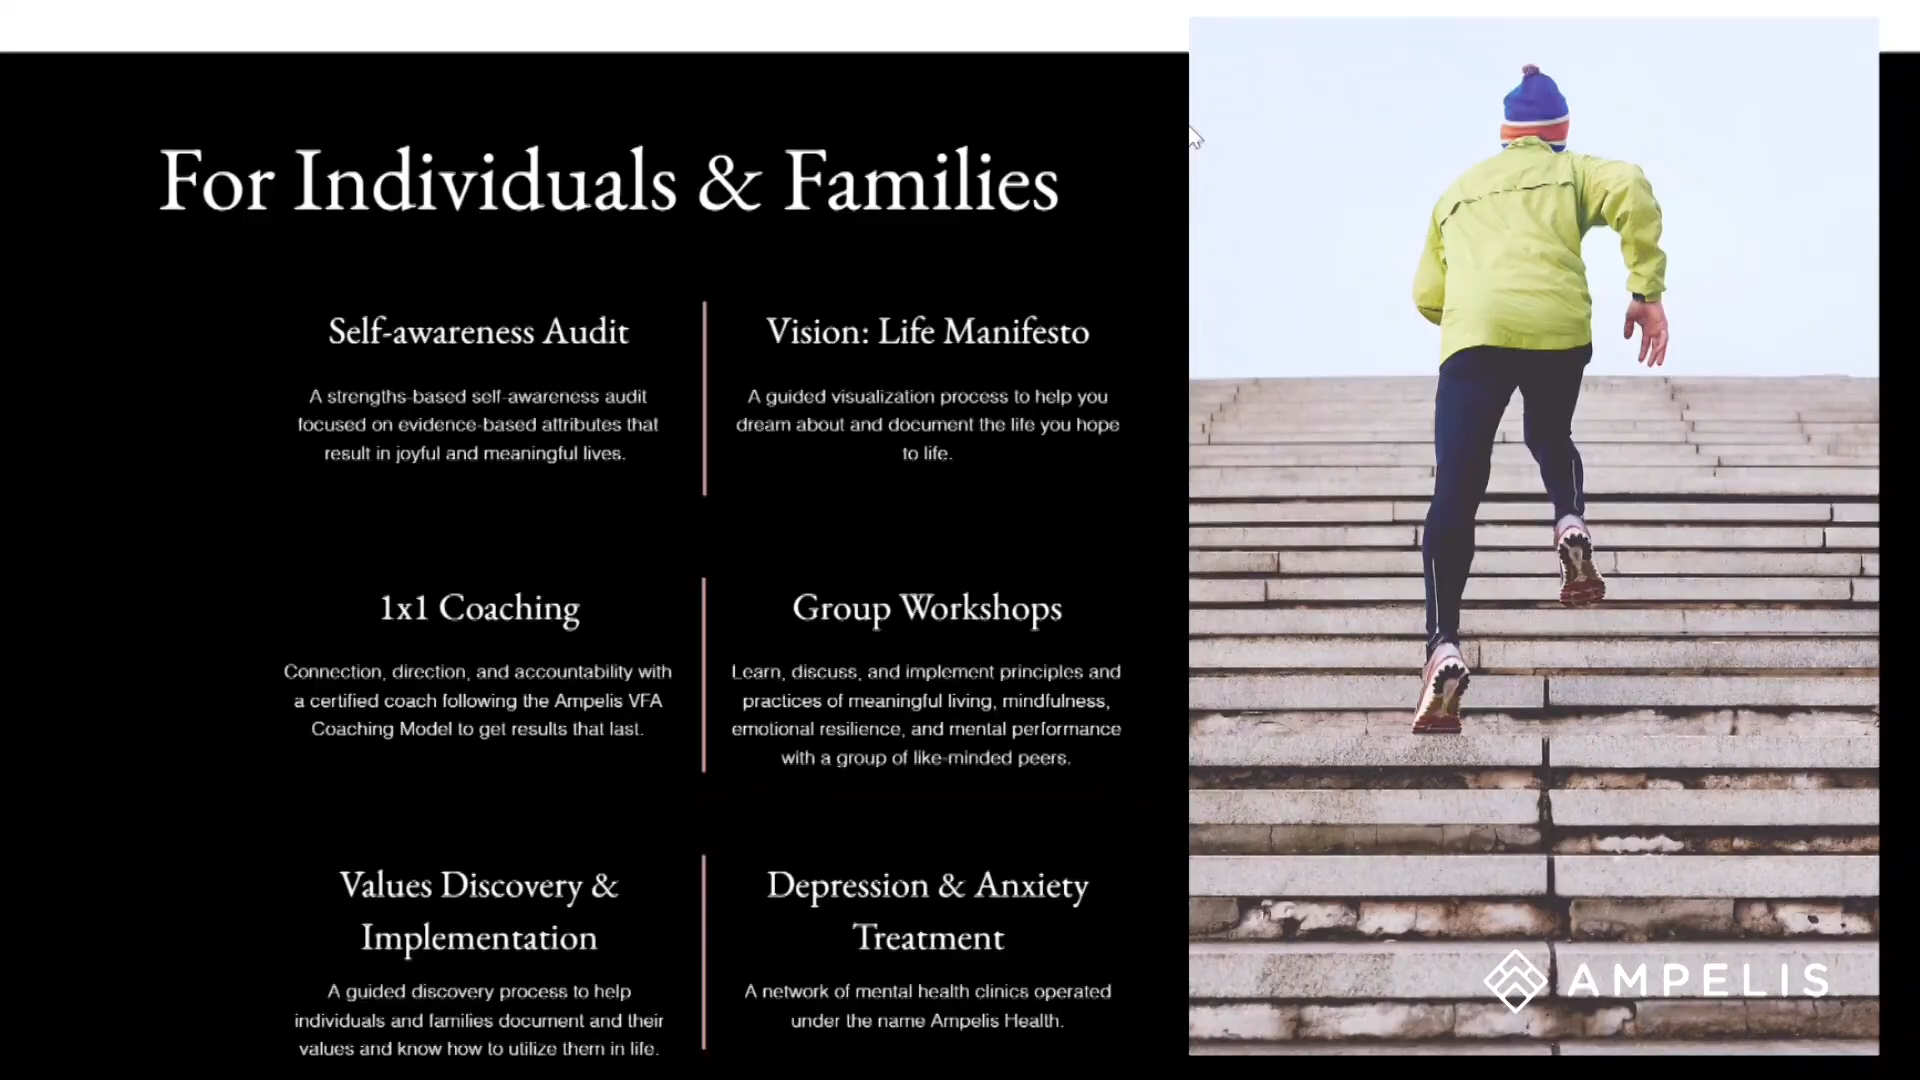 For Individuals & Families
Self-awareness Audit
A strengths-based self-awareness audit
focused on evidence-based attributes that
result in joyful and meaningful lives.
Vision: Life Manifesto
A guided visualization process to help you
dream about and document the life you hope
to life.
1x1 Coaching
Connection, direction, and accountability with
a certified coach following the Ampelis VFA
Coaching Model to get results that last.
Group Workshops
Learn, discuss, and implement principles and
practices of meaningful living, mindfulness,
emotional resilience, and mental performance
with a group of like-minded peers.
Values Discovery &
Implementation
A guided discovery process to help
individuals and families document and their
values and know how to utilize them in life.
Depression & Anxiety
Treatment
A network of mental health clinics operated
under the name Ampelis Health.
AMPELIS